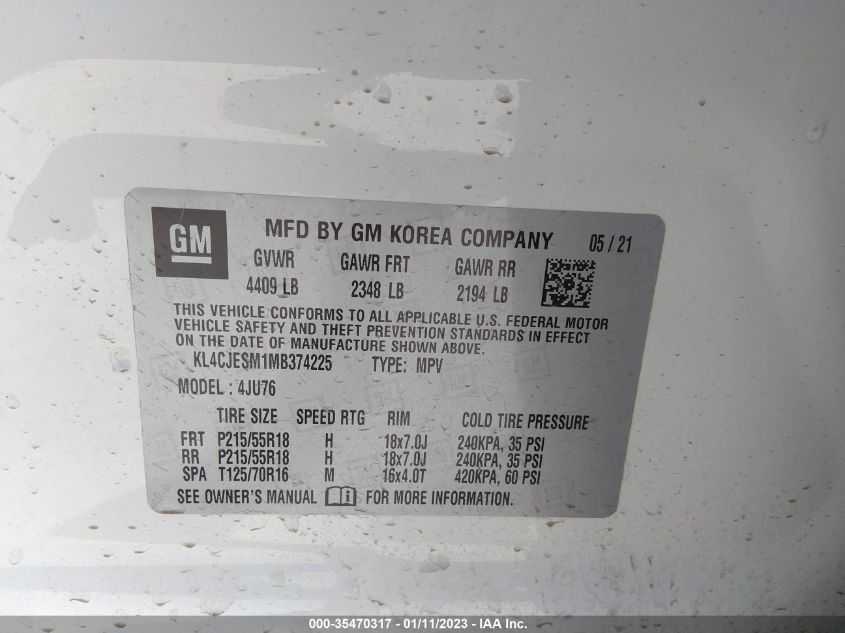 GM
MFD BY GM KOREA COMPANY 05 / 21
GVWR GAWR FRT GAWR RR
4409 LB 2348 LB 2194 LB
THIS VEHICLE CONFORMS TO ALL APPLICABLE U.S. FEDERAL MOTOR
VEHICLE SAFETY AND THEFT PREVENTION STANDARDS IN EFFECT
ON THE DATE OF MANUFACTURE SHOWN ABOVE.
KL4CJESM1MB374225 TYPE: MPV
MODEL : 4JU76
TIRE SIZE SPEED RTG RIM COLD TIRE PRESSURE
FRT P215/55R18 H 18x7.0J 240KPA, 35 PSI
RR P215/55R18 H 18x7.0J 240KPA, 35 PSI
SPA T125/70R16 M 16x4.0T 420KPA, 60 PSI
SEE OWNER'S MANUAL FOR MORE INFORMATION.
000-35470317 - 01/11/2023 - IAA Inc.